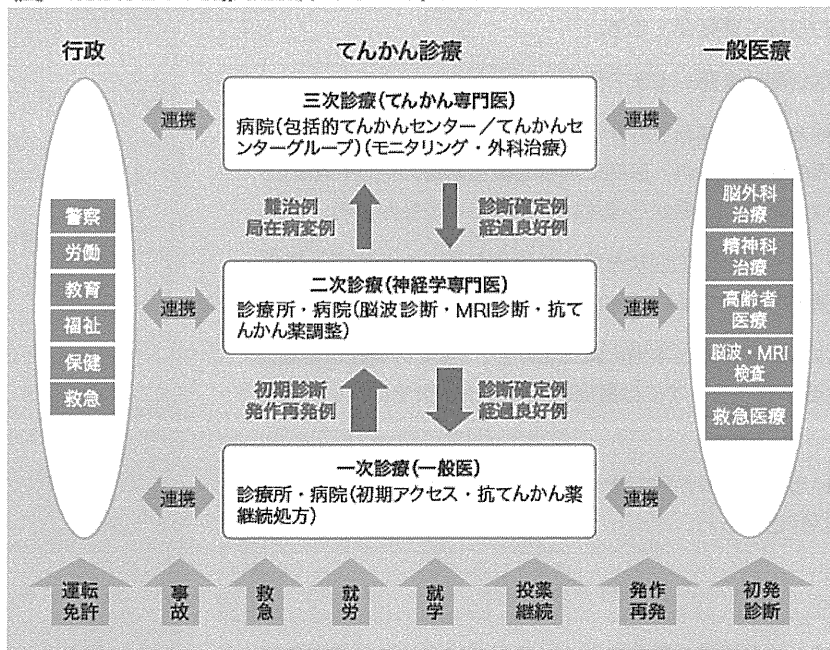 行政
てんかん診療
一般医療
三次診療(てんかん専門医)
病院(包括的てんかんセンター/てんかんセ
ンターグループ)(モニタリング・外科治療)
連携
連携
難治例
局在病変例
診断確定例
経過良好例
二次診療(神経学専門医)
診療所・病院(脳波診断・MRI診断・抗て
んかん薬調整)
連携
連携
初期診断
発作再発例
診断確定例
経過良好例
一次診療(一般医)
診療所・病院(初期アクセス・抗てんかん薬
継続処方)
連携
連携
警察
労働
教育
福祉
保健
救急
脳外科
治療
精神科
治療
高齢者
医療
脳波・MRI
検査
救急医療
運転
免許
事故
救急
就労
就学
投薬
継続
発作
再発
初発
診断